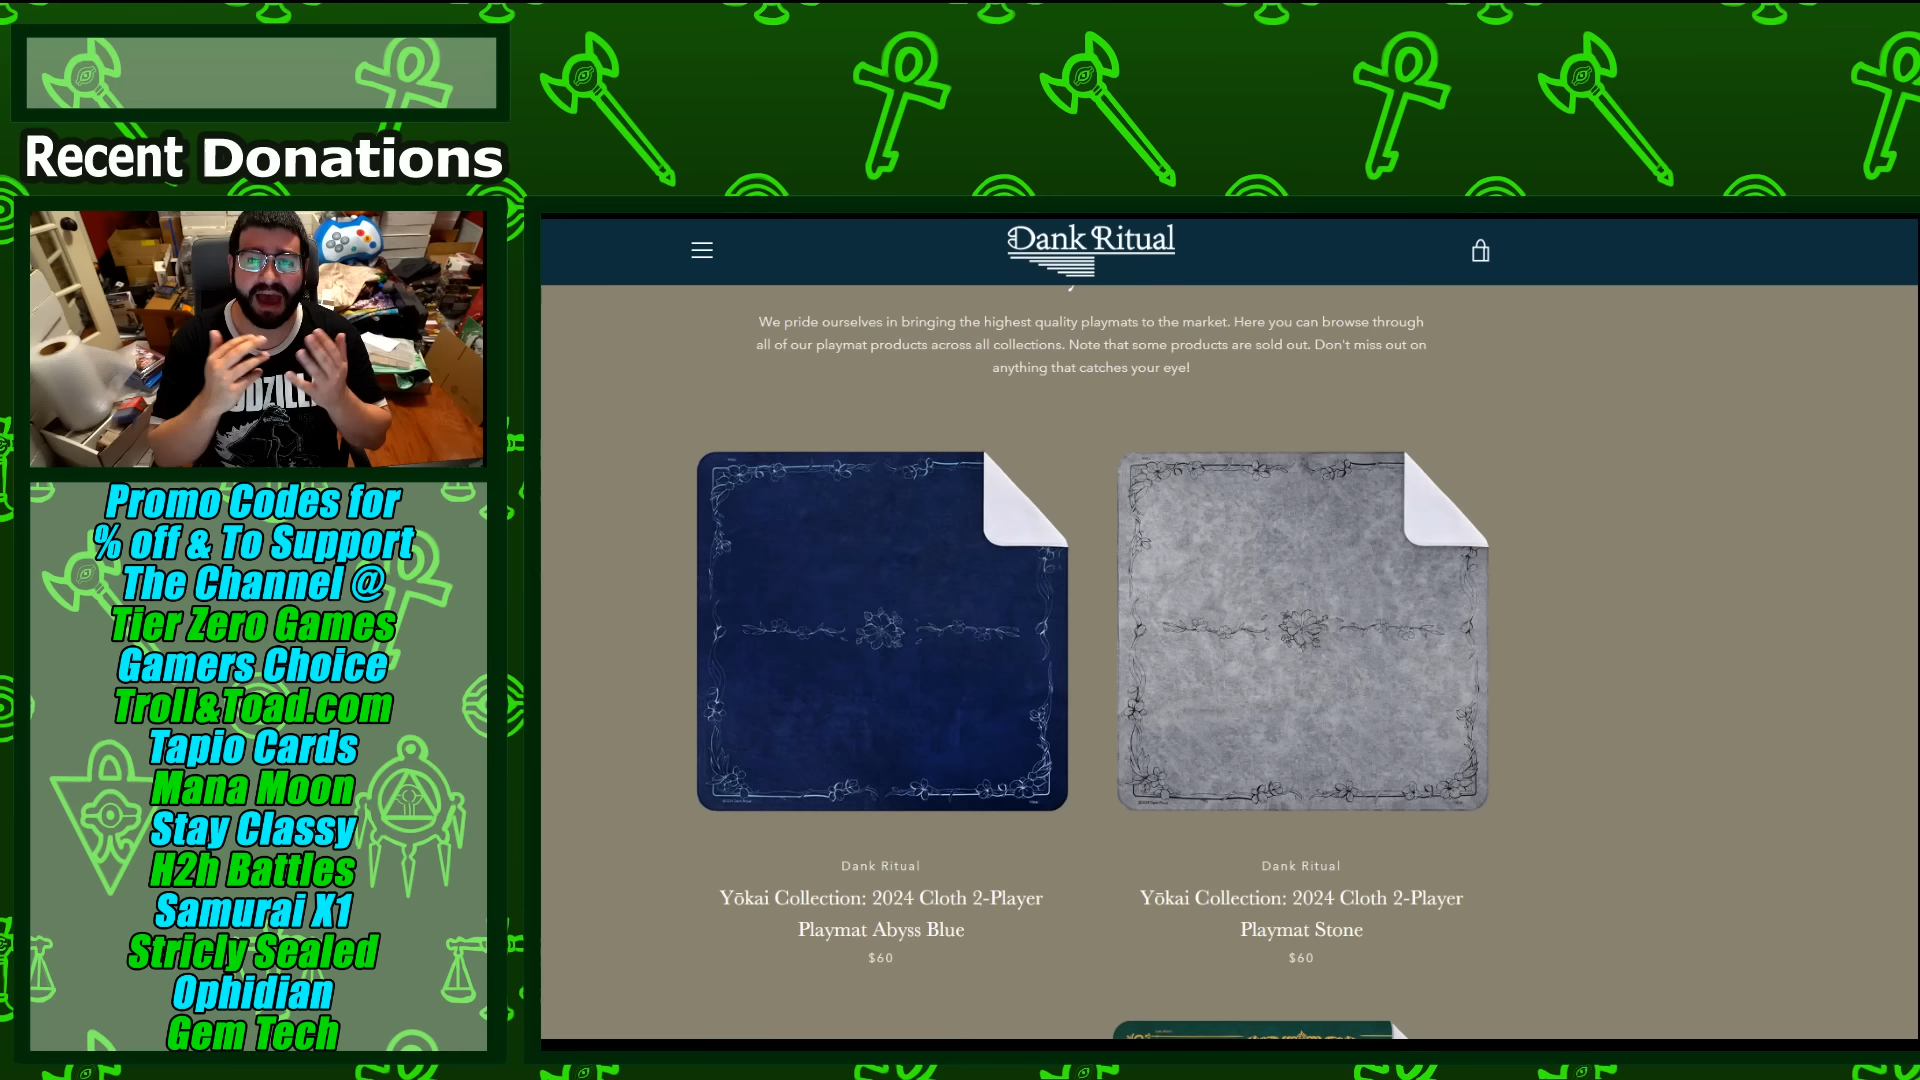 Recent Donations
Promo Codes for
% off & To Support
The Channel @
Tier Zero Games
Gamers Choice
Troll&Toad.com
Tapio Cards
Mana Moon
Stay Classy
H2h Battles
Samurai X1
Stricly Sealed
Ophidian
Gem Tech
Dank Ritual
We pride ourselves in bringing the highest quality playmats to the market. Here you can browse through
all of our playmat products across all collections. Note that some products are sold out. Don't miss out on
anything that catches your eye!
Dank Ritual
Yōkai Collection: 2024 Cloth 2-Player
Playmat Abyss Blue
$60
Dank Ritual
Yōkai Collection: 2024 Cloth 2-Player
Playmat Stone
$60